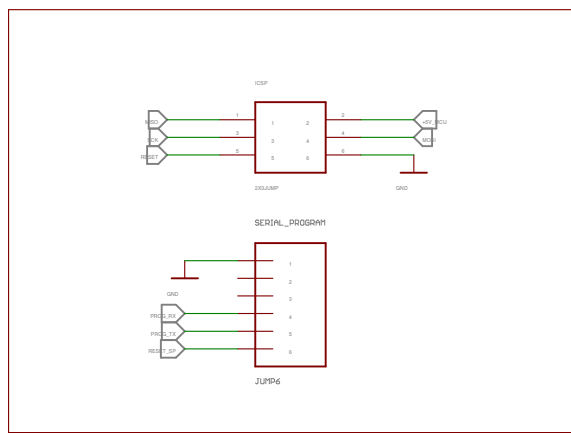 ICSP
MISO 1 1 2 2 +5V_MCU
SCK 3 3 4 4 MOSI
RESET 5 5 6 6
2X3JUMP GND
SERIAL_PROGRAM
1
2
GND 3
PROG_RX 4
PROG_TX 5
RESET_SP 6
JUMP6